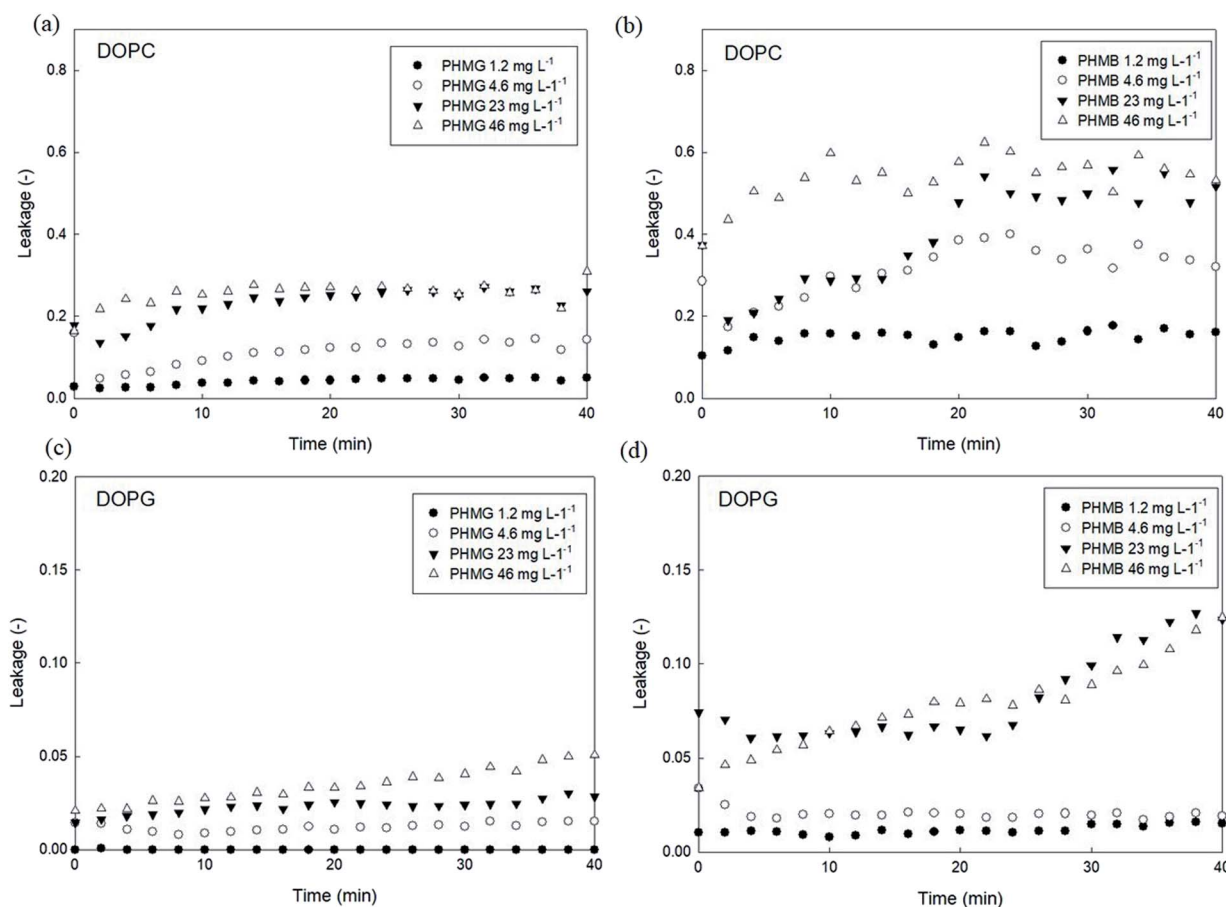 (a)
DOPC
PHMG 1.2 mg L⁻¹
PHMG 4.6 mg L-1⁻¹
PHMG 23 mg L-1⁻¹
PHMG 46 mg L-1⁻¹
0.8
0.6
0.4
0.2
0.0
Leakage (-)
0 10 20 30 40
Time (min)
(b)
DOPC
PHMB 1.2 mg L-1⁻¹
PHMB 4.6 mg L-1⁻¹
PHMB 23 mg L-1⁻¹
PHMB 46 mg L-1⁻¹
0.8
0.6
0.4
0.2
0.0
Leakage (-)
0 10 20 30 40
Time (min)
(c)
DOPG
PHMG 1.2 mg L-1⁻¹
PHMG 4.6 mg L-1⁻¹
PHMG 23 mg L-1⁻¹
PHMG 46 mg L-1⁻¹
0.20
0.15
0.10
0.05
0.00
Leakage (-)
0 10 20 30 40
Time (min)
(d)
DOPG
PHMB 1.2 mg L-1⁻¹
PHMB 4.6 mg L-1⁻¹
PHMB 23 mg L-1⁻¹
PHMB 46 mg L-1⁻¹
0.20
0.15
0.10
0.05
0.00
Leakage (-)
0 10 20 30 40
Time (min)